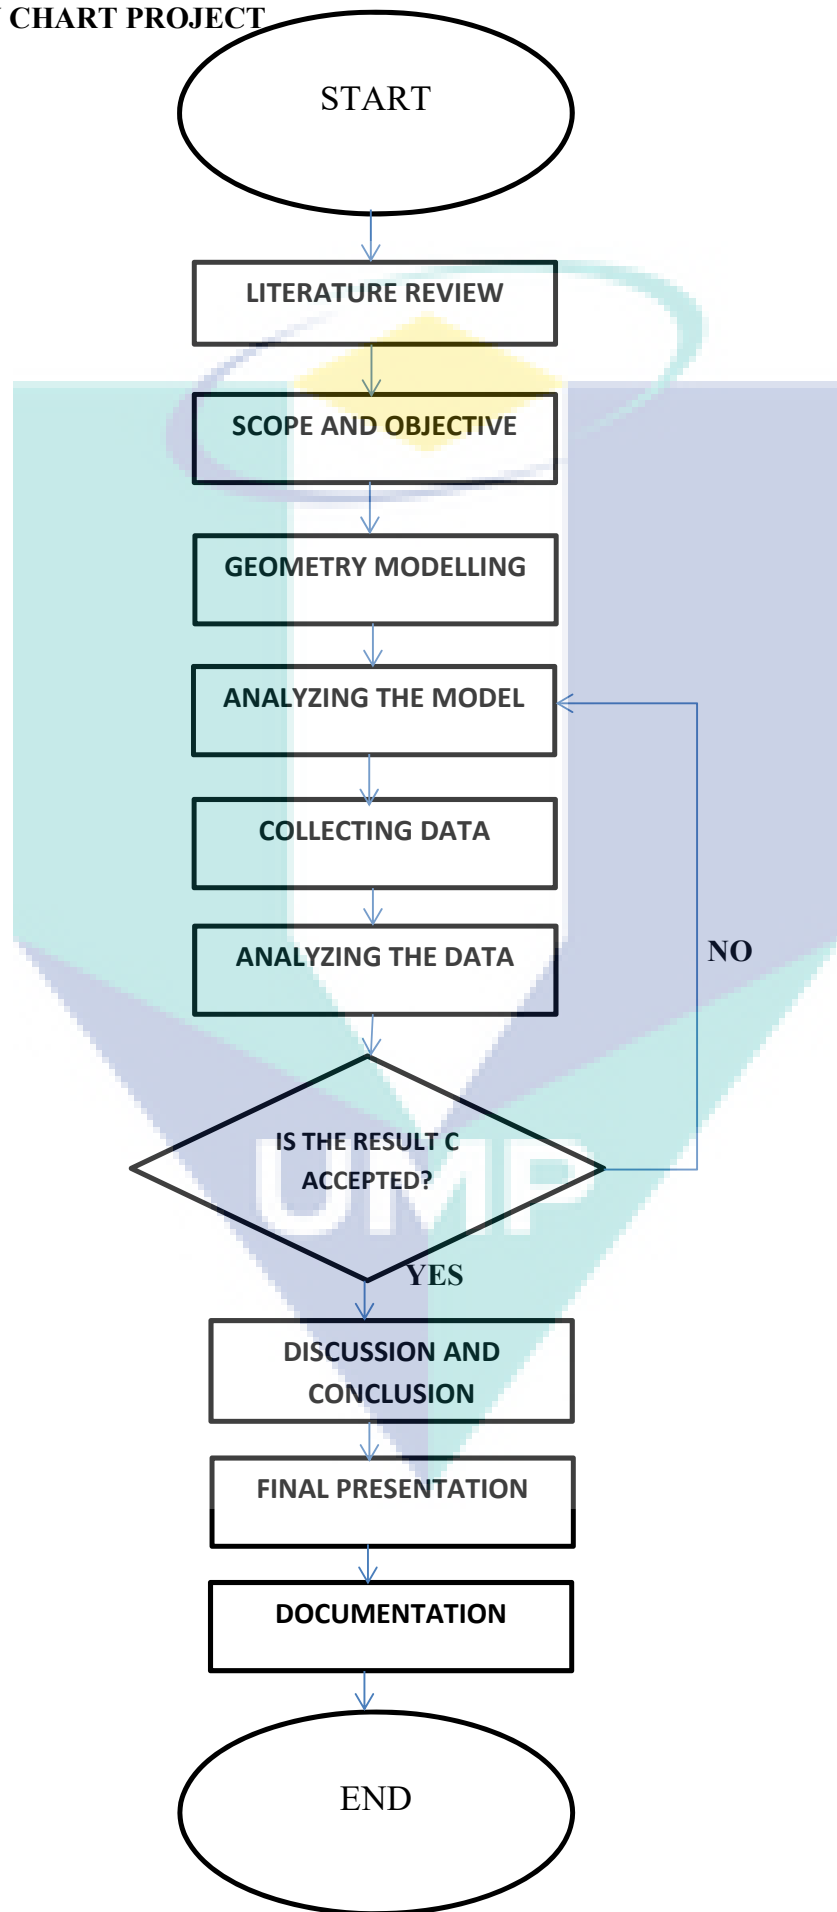 CHART PROJECT
START
LITERATURE REVIEW
SCOPE AND OBJECTIVE
GEOMETRY MODELLING
ANALYZING THE MODEL
COLLECTING DATA
ANALYZING THE DATA
NO
IS THE RESULT C
ACCEPTED?
UMP
YES
DISCUSSION AND
CONCLUSION
FINAL PRESENTATION
DOCUMENTATION
END